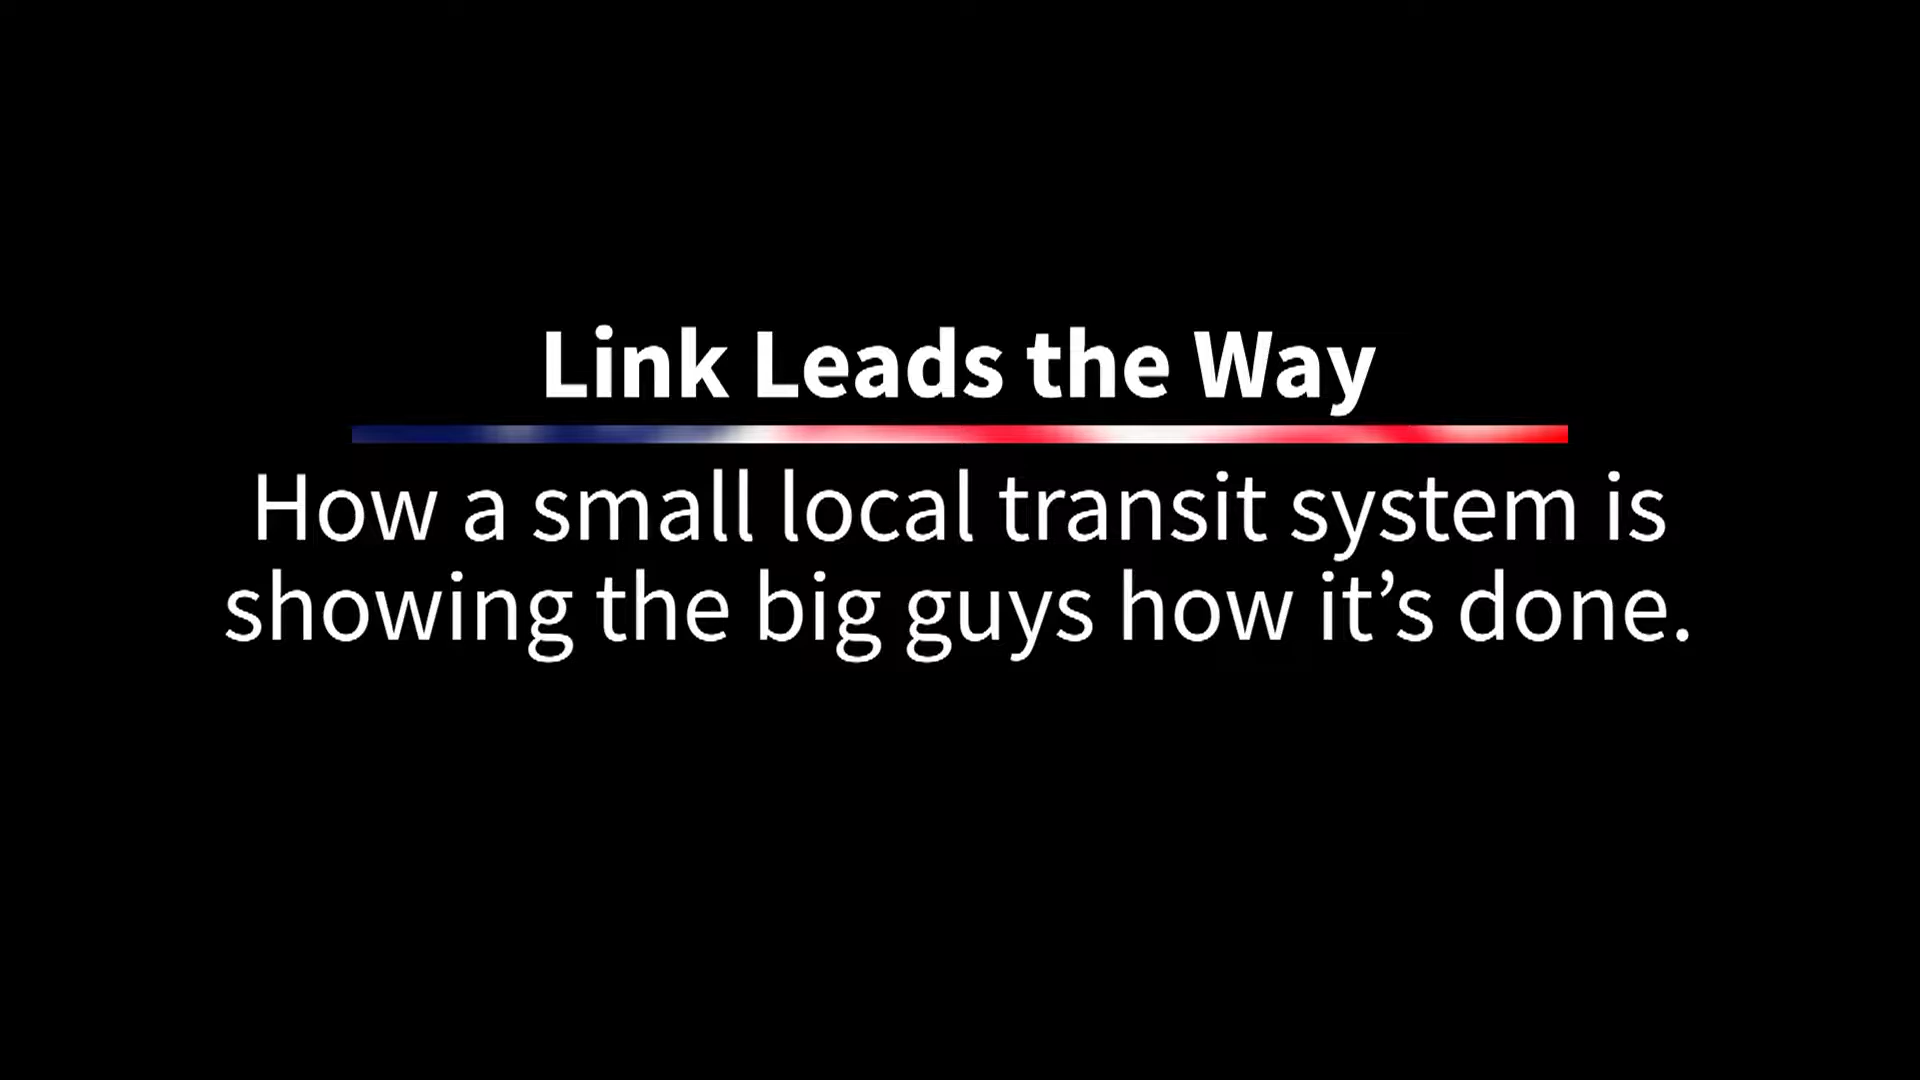 Link Leads the Way
How a small local transit system is
showing the big guys how it’s done.